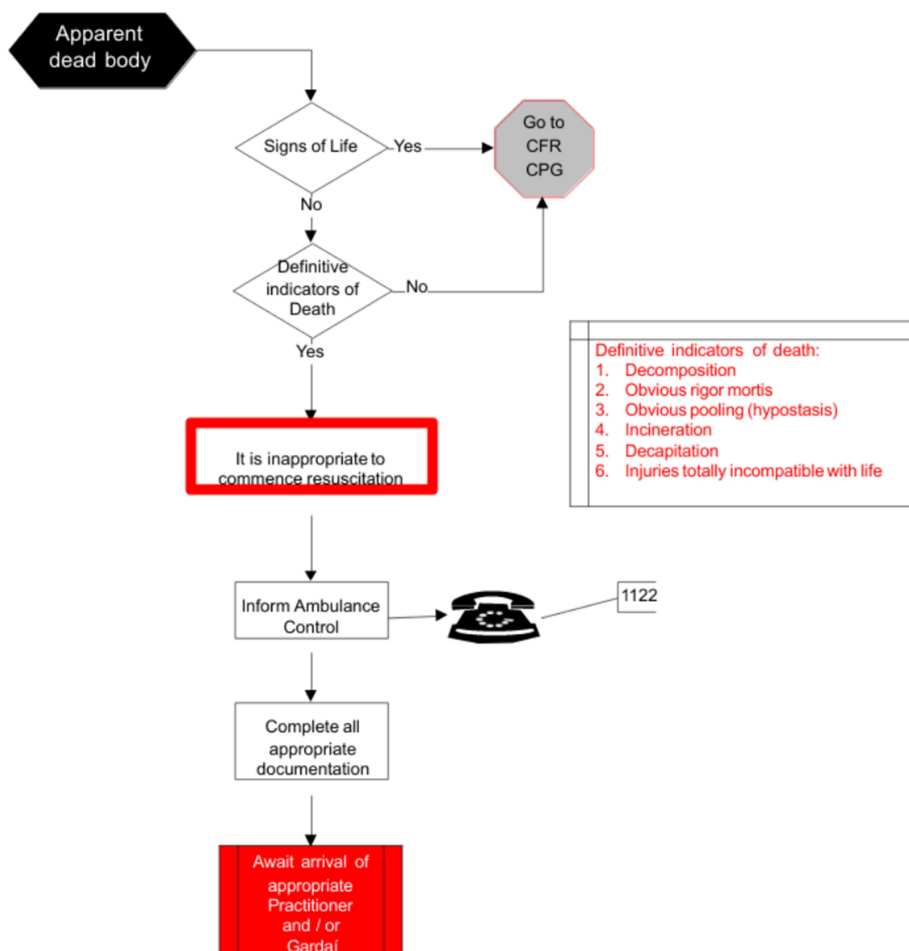 Apparent
dead body
Signs of Life
Yes
Go to
CFR
CPG
No
Definitive
indicators of
Death
No
Yes
Definitive indicators of death:
1. Decomposition
2. Obvious rigor mortis
3. Obvious pooling (hypostasis)
4. Incineration
5. Decapitation
6. Injuries totally incompatible with life
It is inappropriate to
commence resuscitation
Inform Ambulance
Control
1122
Complete all
appropriate
documentation
Await arrival of
appropriate
Practitioner
and / or
Gardaí